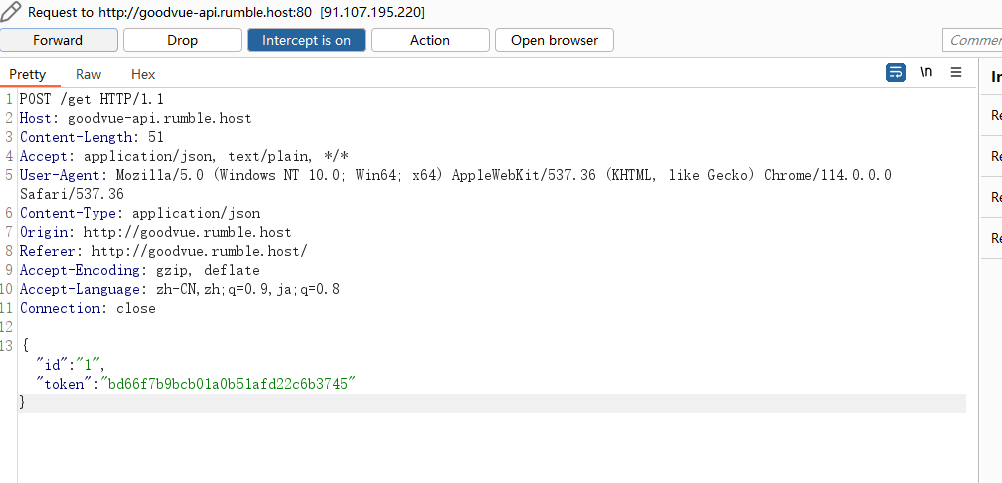 Request to http://goodvue-api.rumble.host:80 [91.107.195.220]
Forward Drop Intercept is on Action Open browser Commen
Pretty Raw Hex \n In
1 POST /get HTTP/1.1 Re
2 Host: goodvue-api.rumble.host
3 Content-Length: 51
4 Accept: application/json, text/plain, */* Re
5 User-Agent: Mozilla/5.0 (Windows NT 10.0; Win64; x64) AppleWebKit/537.36 (KHTML, like Gecko) Chrome/114.0.0.0
Safari/537.36 Re
6 Content-Type: application/json
7 Origin: http://goodvue.rumble.host Re
8 Referer: http://goodvue.rumble.host/
9 Accept-Encoding: gzip, deflate
10 Accept-Language: zh-CN,zh;q=0.9,ja;q=0.8
11 Connection: close
12
13 {
"id":"1",
"token":"bd66f7b9bcb01a0b51afd22c6b3745"
}